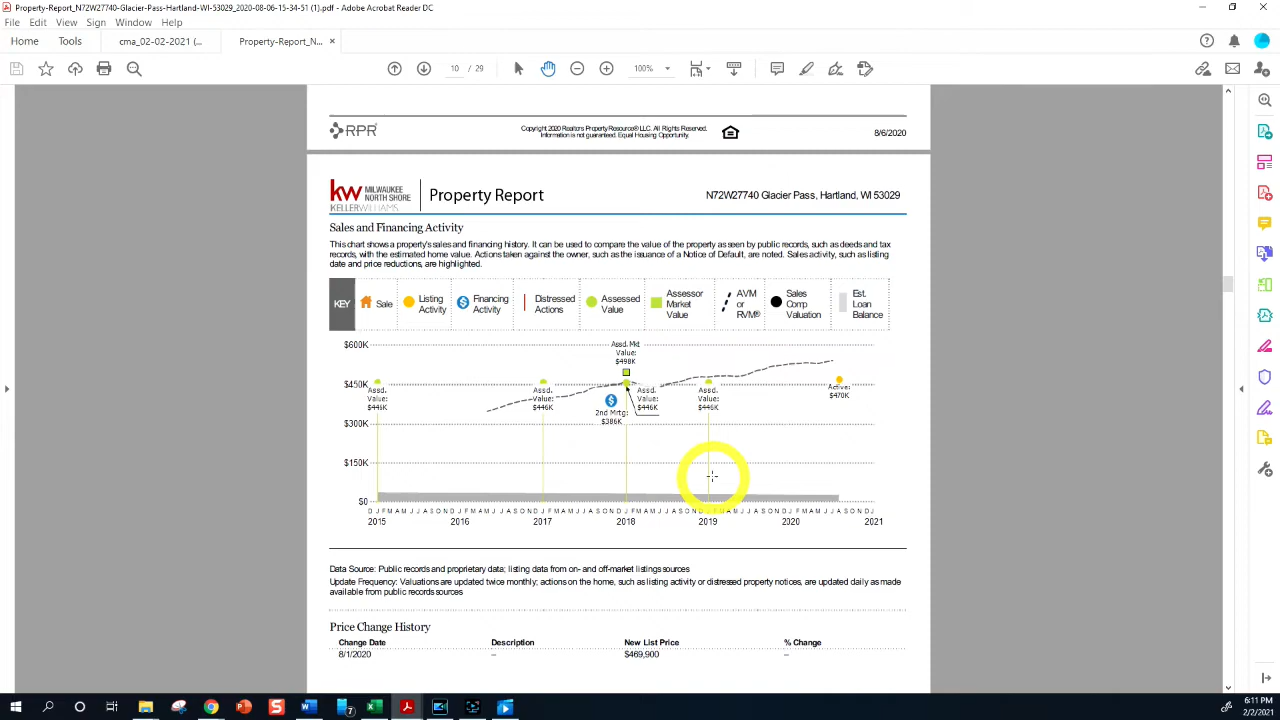 Property-Report_N72W27740-Glacier-Pass-Hartland-WI-53029_2020-08-06-15-34-51 (1).pdf - Adobe Acrobat Reader DC
File Edit View Sign Window Help
Home Tools cma_02-02-2021 (... Property-Report_N... ×
10 / 29 100%
RPR
Copyright 2020 Realtors Property Resource® LLC. All Rights Reserved.
Information is not guaranteed. Equal Housing Opportunity.
8/6/2020
kw MILWAUKEE
NORTH SHORE
KELLERWILLIAMS
Property Report
N72W27740 Glacier Pass, Hartland, WI 53029
Sales and Financing Activity
This chart shows a property's sales and financing history. It can be used to compare the value of the property as seen by public records, such as deeds and tax
records, with the estimated home value. Actions taken against the owner, such as the issuance of a Notice of Default, are noted. Sales activity, such as listing
date and price reductions, are highlighted.
KEY
Sale
Listing
Activity
Financing
Activity
Distressed
Actions
Assessed
Value
Assessor
Market
Value
AVM
or
RVM®
Sales
Comp
Valuation
Est.
Loan
Balance
$600K
Assd. Mkt
Value:
$498K
$450K
Assd.
Value:
$446K
Assd.
Value:
$446K
2nd Mrtg:
$386K
Assd.
Value:
$446K
Assd.
Value:
$446K
Active:
$470K
$300K
$150K
$0
D J F M A M J J A S O N D J F M A M J J A S O N D J F M A M J J A S O N D J F M A M J J A S O N D J F M A M J J A S O N D J F M A M J J A S O N D J
2015 2016 2017 2018 2019 2020 2021
Data Source: Public records and proprietary data; listing data from on- and off-market listings sources
Update Frequency: Valuations are updated twice monthly; actions on the home, such as listing activity or distressed property notices, are updated daily as made
available from public records sources
Price Change History
Change Date Description New List Price % Change
8/1/2020 – $469,900 –
6:11 PM
2/2/2021